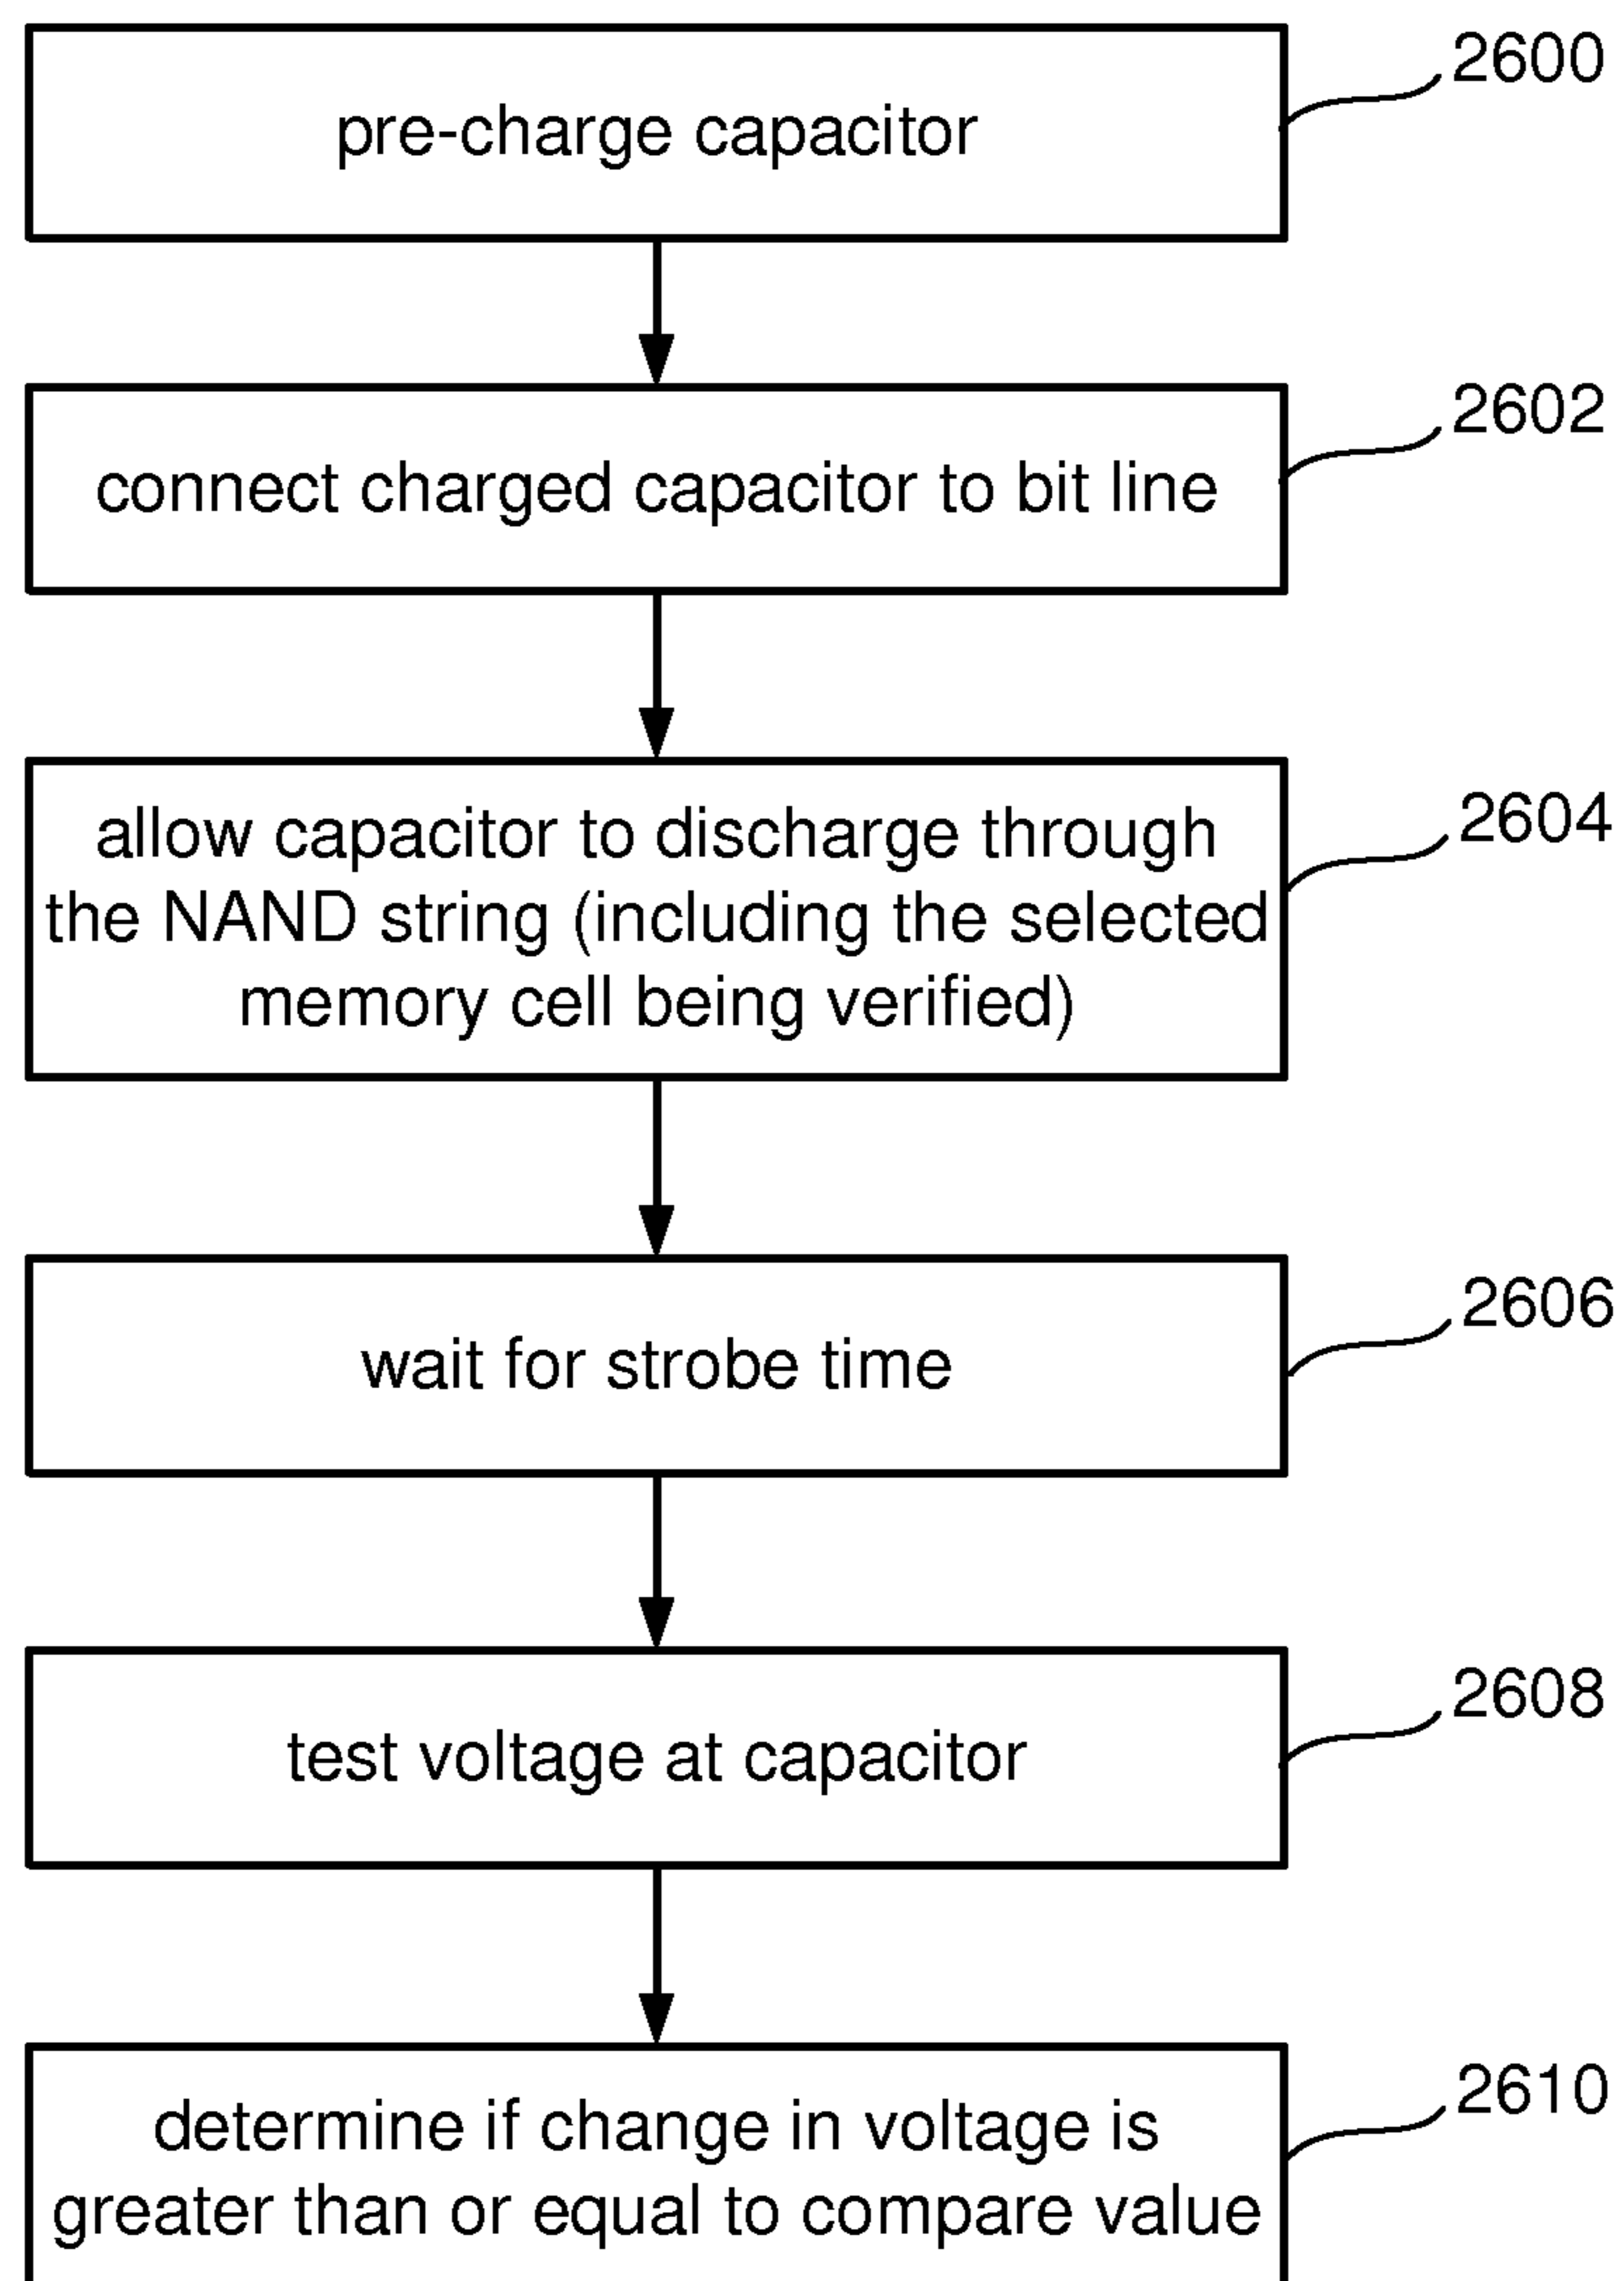 pre-charge capacitor
2600
connect charged capacitor to bit line
2602
allow capacitor to discharge through
the NAND string (including the selected
memory cell being verified)
2604
wait for strobe time
2606
test voltage at capacitor
2608
determine if change in voltage is
greater than or equal to compare value
2610